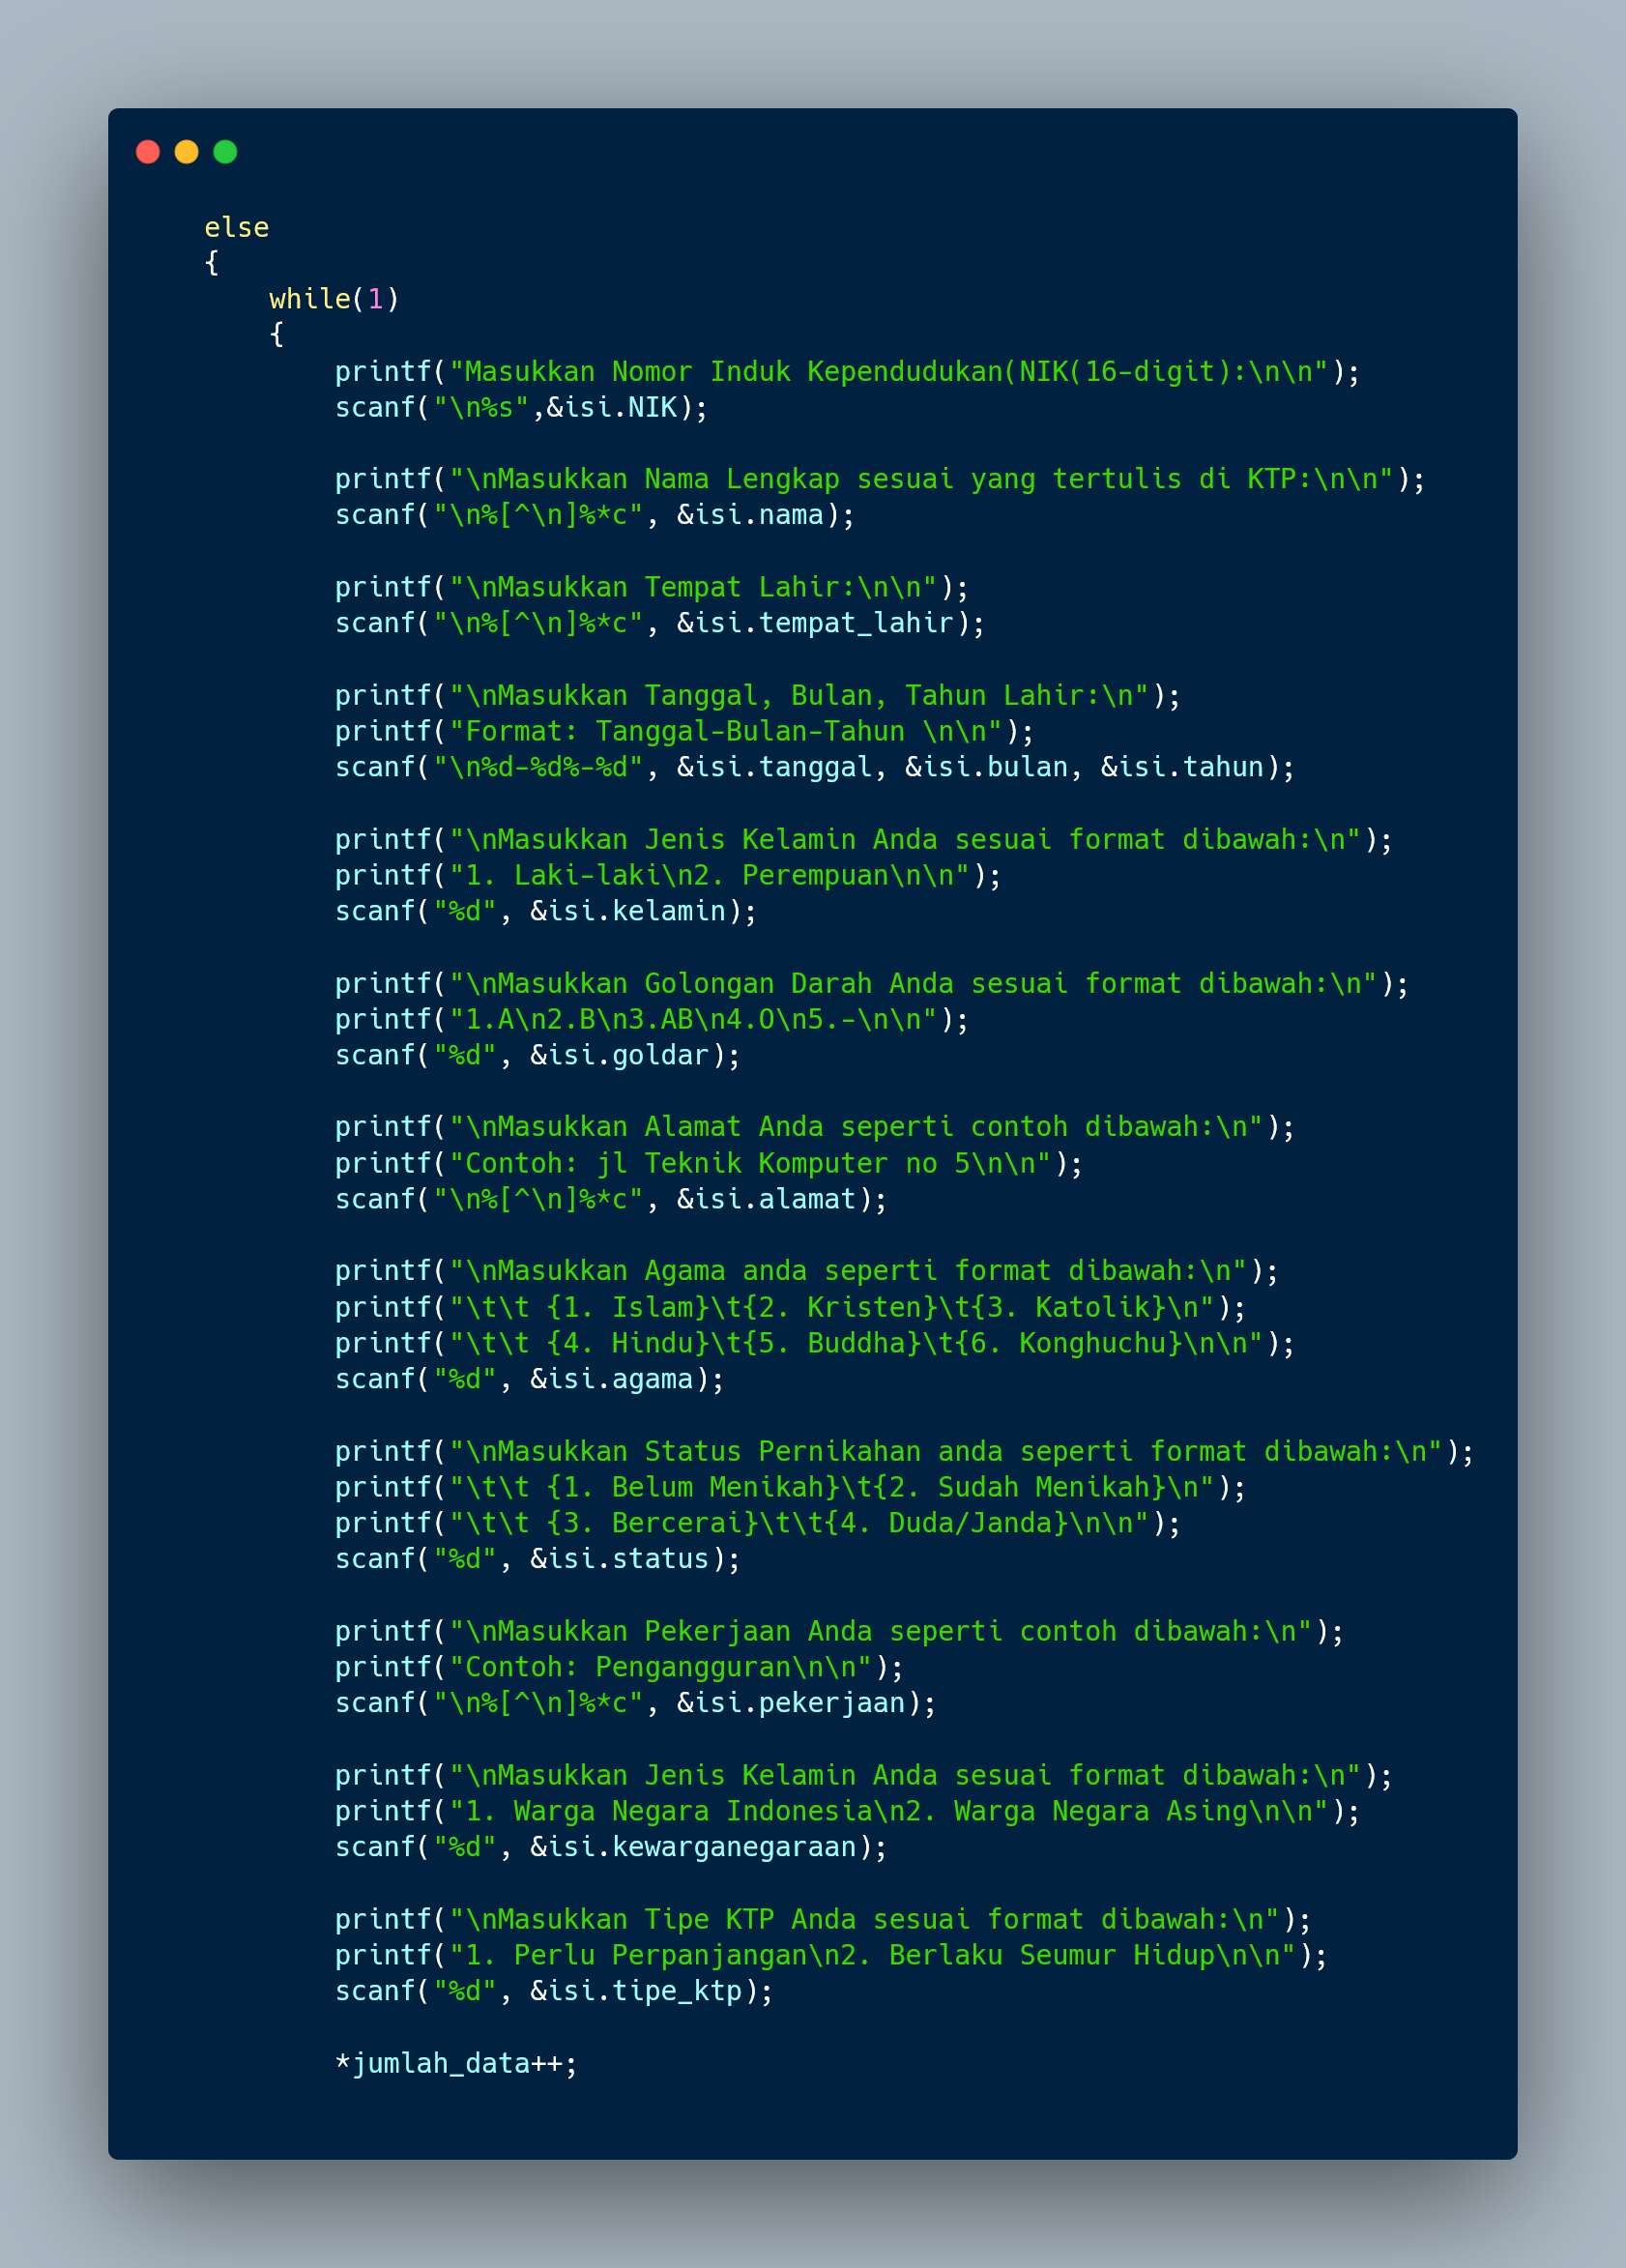 else
{
while(1)
{
printf("Masukkan Nomor Induk Kependudukan(NIK(16-digit):\n\n");
scanf("\n%s",&isi.NIK);
printf("\nMasukkan Nama Lengkap sesuai yang tertulis di KTP:\n\n");
scanf("\n%[^\n]%*c", &isi.nama);
printf("\nMasukkan Tempat Lahir:\n\n");
scanf("\n%[^\n]%*c", &isi.tempat_lahir);
printf("\nMasukkan Tanggal, Bulan, Tahun Lahir:\n");
printf("Format: Tanggal-Bulan-Tahun \n\n");
scanf("\n%d-%d%-%d", &isi.tanggal, &isi.bulan, &isi.tahun);
printf("\nMasukkan Jenis Kelamin Anda sesuai format dibawah:\n");
printf("1. Laki-laki\n2. Perempuan\n\n");
scanf("%d", &isi.kelamin);
printf("\nMasukkan Golongan Darah Anda sesuai format dibawah:\n");
printf("1.A\n2.B\n3.AB\n4.O\n5.-\n\n");
scanf("%d", &isi.goldar);
printf("\nMasukkan Alamat Anda seperti contoh dibawah:\n");
printf("Contoh: jl Teknik Komputer no 5\n\n");
scanf("\n%[^\n]%*c", &isi.alamat);
printf("\nMasukkan Agama anda seperti format dibawah:\n");
printf("\t\t {1. Islam}\t{2. Kristen}\t{3. Katolik}\n");
printf("\t\t {4. Hindu}\t{5. Buddha}\t{6. Konghuchu}\n\n");
scanf("%d", &isi.agama);
printf("\nMasukkan Status Pernikahan anda seperti format dibawah:\n");
printf("\t\t {1. Belum Menikah}\t{2. Sudah Menikah}\n");
printf("\t\t {3. Bercerai}\t\t{4. Duda/Janda}\n\n");
scanf("%d", &isi.status);
printf("\nMasukkan Pekerjaan Anda seperti contoh dibawah:\n");
printf("Contoh: Pengangguran\n\n");
scanf("\n%[^\n]%*c", &isi.pekerjaan);
printf("\nMasukkan Jenis Kelamin Anda sesuai format dibawah:\n");
printf("1. Warga Negara Indonesia\n2. Warga Negara Asing\n\n");
scanf("%d", &isi.kewarganegaraan);
printf("\nMasukkan Tipe KTP Anda sesuai format dibawah:\n");
printf("1. Perlu Perpanjangan\n2. Berlaku Seumur Hidup\n\n");
scanf("%d", &isi.tipe_ktp);
*jumlah_data++;